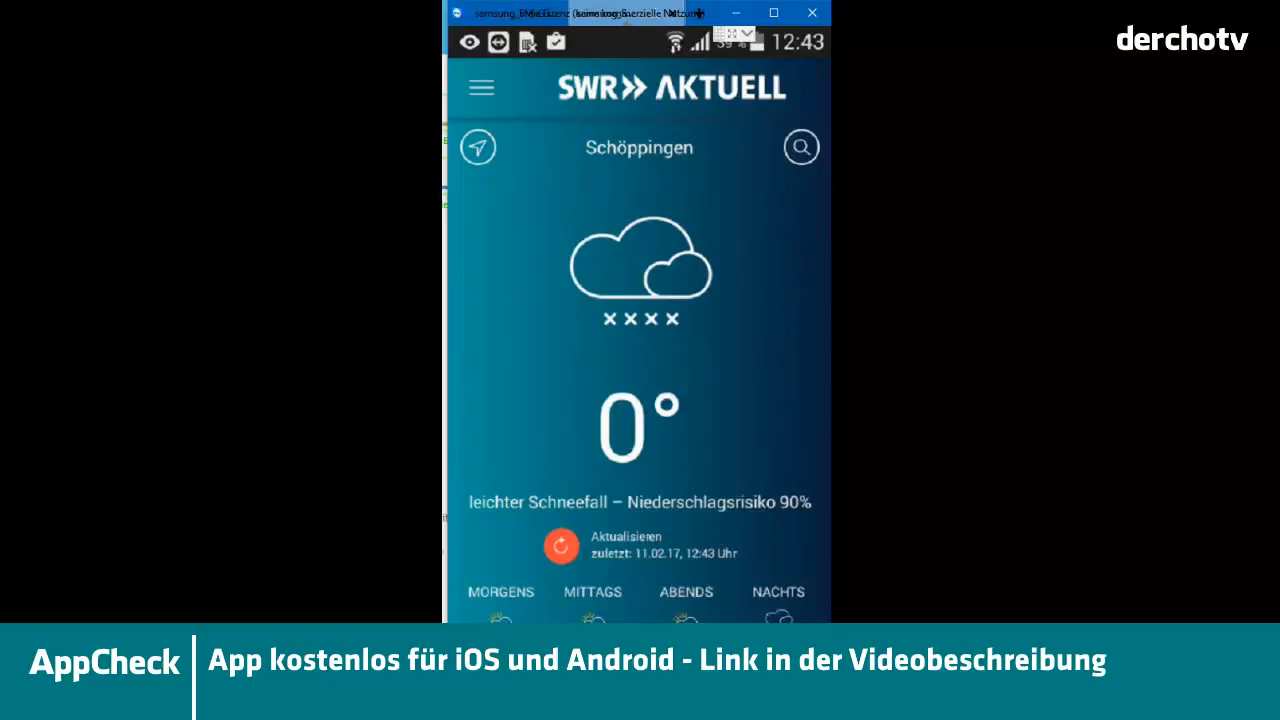 derchotv
12:43
SWR» AKTUELL
Schöppingen
0°
leichter Schneefall – Niederschlagsrisiko 90%
Aktualisieren
zuletzt: 11.02.17, 12:43 Uhr
MORGENS MITTAGS ABENDS NACHTS
AppCheck
App kostenlos für iOS und Android - Link in der Videobeschreibung